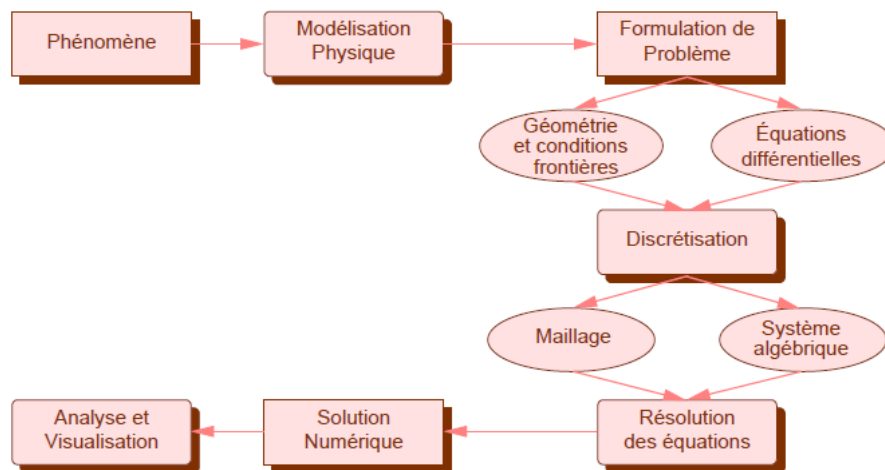 Phénomène
Modélisation
Physique
Formulation de
Problème
Géométrie
et conditions
frontières
Équations
différentielles
Discrétisation
Maillage
Système
algébrique
Analyse et
Visualisation
Solution
Numérique
Résolution
des équations